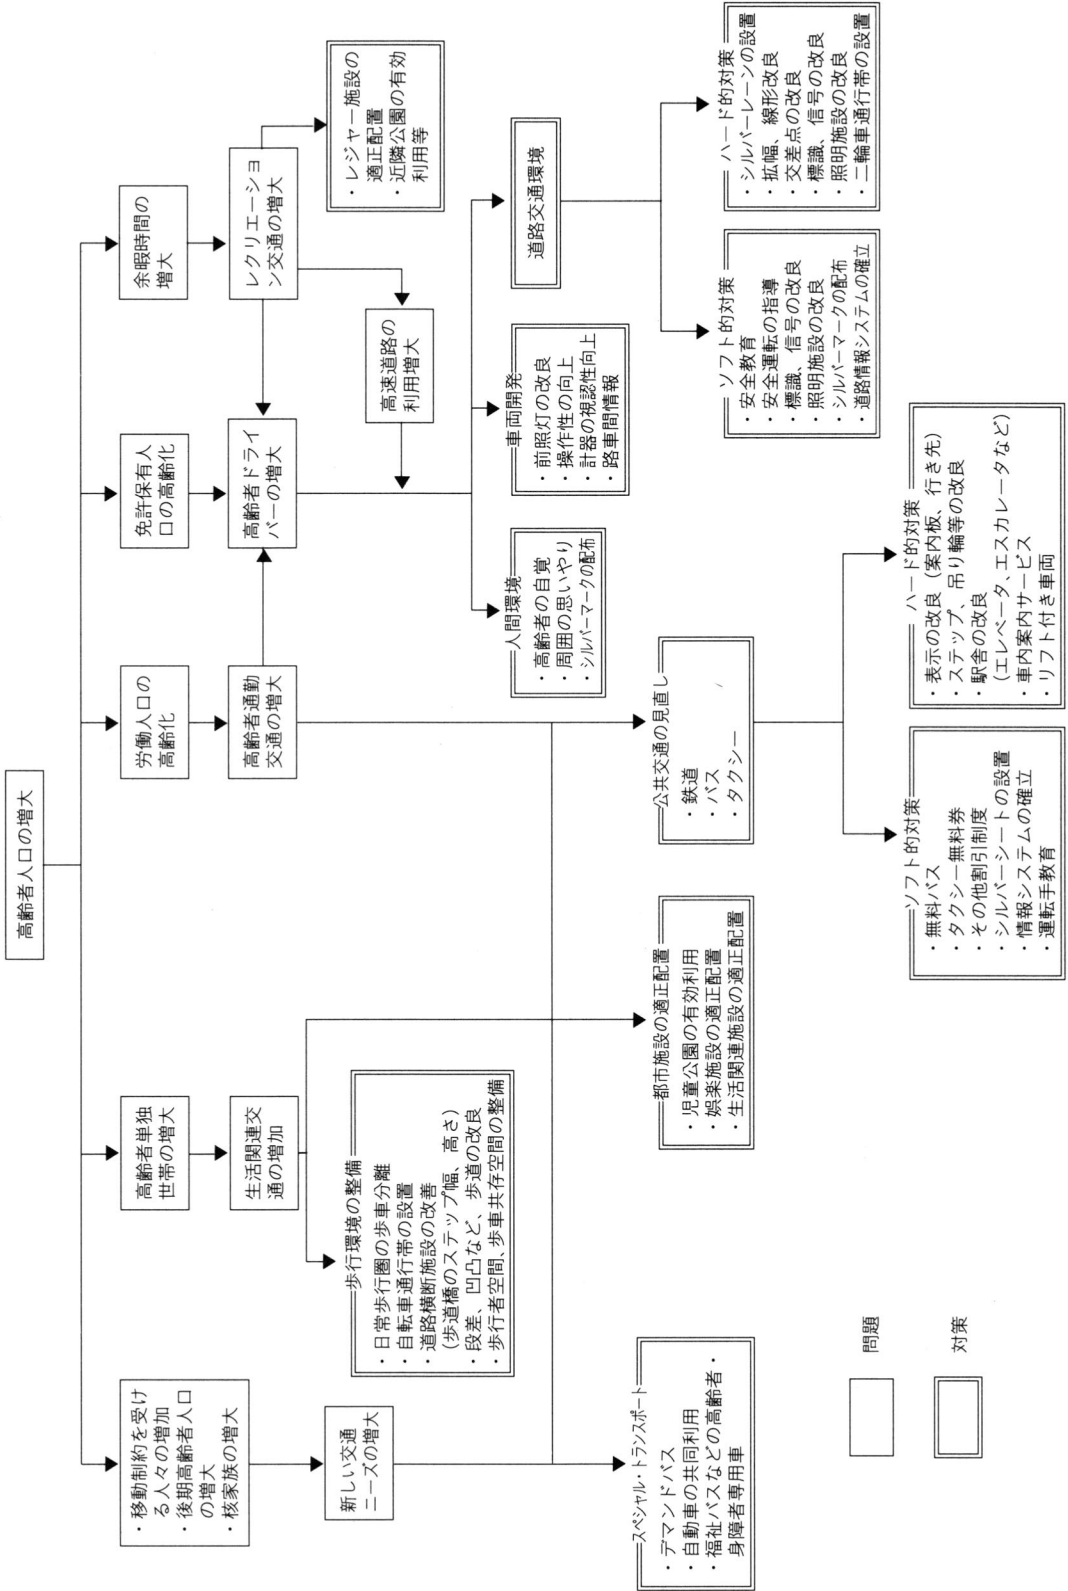 高齢者人口の増大
・移動制約を受け
る人々の増加
・後期高齢者人口
の増大
・核家族の増大
高齢者単独
世帯の増大
労働人口の
高齢化
免許保有人
口の高齢化
余暇時間の
増大
新しい交通
ニーズの増大
生活関連交
通の増加
高齢者通勤
交通の増大
高齢者ドライ
バーの増大
レクリエーショ
ン交通の増大
高速道路の
利用増大
・レジャー施設の
適正配置
・近隣公園の有効
利用等
歩行環境の整備
・日常歩行圏の歩車分離
・自転車通行帯の設置
・道路横断施設の改善
(歩道橋のステップ幅、高さ)
・段差、凹凸など、歩道の改良
・歩行者空間、歩車共存空間の整備
人間環境
・高齢者の自覚
・周囲の思いやり
・シルバーマークの配布
車両開発
・前照灯の改良
・操作性の向上
・計器の視認性向上
・路車間情報
道路交通環境
スペシャル・トランスポート
・デマンドバス
・自動車の共同利用
・福祉バスなどの高齢者・
身障者専用車
都市施設の適正配置
・児童公園の有効利用
・娯楽施設の適正配置
・生活関連施設の適正配置
公共交通の見直し
・鉄道
・バス
・タクシー
ソフト的対策
・安全教育
・安全運転の指導
・標識、信号の改良
・照明施設の改良
・シルバマークの配布
・道路情報システムの確立
ハード的対策
・シルバーレーンの設置
・拡幅、線形改良
・交差点の改良
・標識、信号の改良
・照明施設の改良
・二輪車通行帯の設置
ソフト的対策
・無料バス
・タクシー無料券
・その他割引制度
・シルバーシートの設置
・情報システムの確立
・運転手教育
ハード的対策
・表示の改良(案内板、行き先)
・ステップ、吊り輪等の改良
・駅舎の改良
(エレベータ、エスカレータなど)
・車内案内サービス
・リフト付き車両
問題
対策